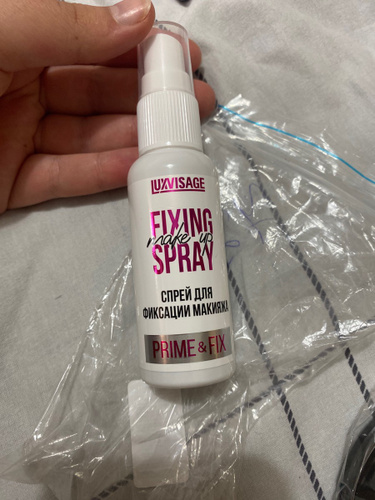 LUXVISAGE
FIXING
make up
SPRAY
СПРЕЙ ДЛЯ
ФИКСАЦИИ МАКИЯЖА
PRIME & FIX